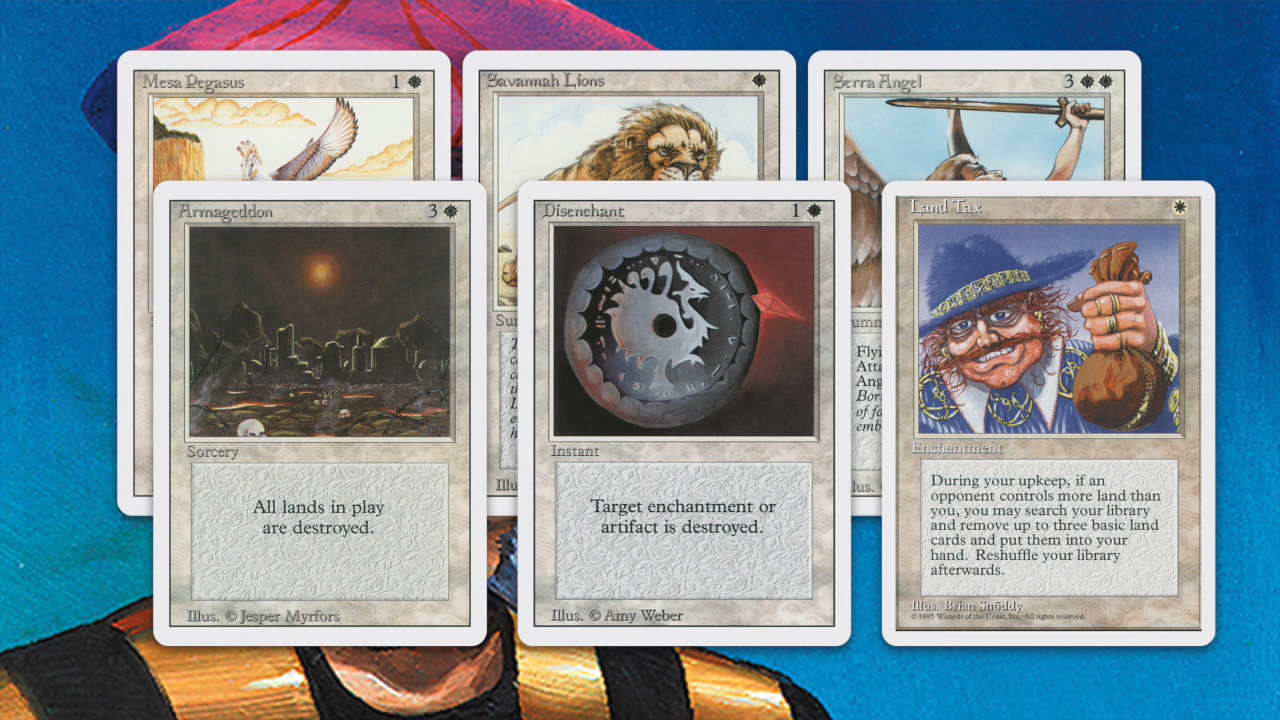 Mesa Pegasus 1
Savannah Lions
Serra Angel 3
Armageddon 3
Sorcery
All lands in play
are destroyed.
Illus. © Jesper Myrfors
Disenchant 1
Instant
Target enchantment or
artifact is destroyed.
Illus. © Amy Weber
Land Tax
Enchantment
During your upkeep, if an
opponent controls more land than
you, you may search your library
and remove up to three basic land
cards and put them into your
hand. Reshuffle your library
afterwards.
Illus. Brian Snõddy
© 1995 Wizards of the Coast, Inc. All rights reserved.